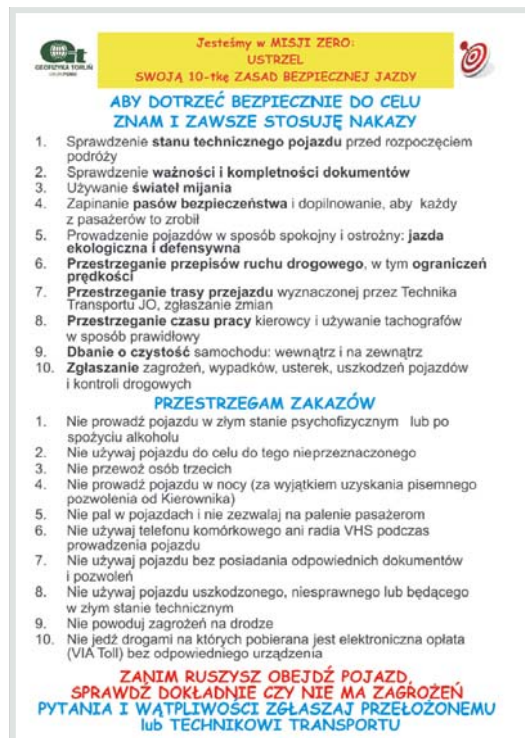 Jesteśmy w MISJI ZERO:
USTRZEL
SWOJĄ 10-tkę ZASAD BEZPIECZNEJ JAZDY
GEOFIZYKA TORUŃ
ABY DOTRZEĆ BEZPIECZNIE DO CELU
ZNAM I ZAWSZE STOSUJĘ NAKAZY
1. Sprawdzenie stanu technicznego pojazdu przed rozpoczęciem
podróży
2. Sprawdzenie ważności i kompletności dokumentów
3. Używanie świateł mijania
4. Zapinanie pasów bezpieczeństwa i dopilnowanie, aby każdy
z pasażerów to zrobił
5. Prowadzenie pojazdów w sposób spokojny i ostrożny: jazda
ekologiczna i defensywna
6. Przestrzeganie przepisów ruchu drogowego, w tym ograniczeń
prędkości
7. Przestrzeganie trasy przejazdu wyznaczonej przez Technika
Transportu JO, zgłaszanie zmian
8. Przestrzeganie czasu pracy kierowcy i używanie tachografów
w sposób prawidłowy
9. Dbanie o czystość samochodu: wewnątrz i na zewnątrz
10. Zgłaszanie zagrożeń, wypadków, usterek, uszkodzeń pojazdów
i kontroli drogowych
PRZESTRZEGAM ZAKAZÓW
1. Nie prowadź pojazdu w złym stanie psychofizycznym lub po
spożyciu alkoholu
2. Nie używaj pojazdu do celu do tego nieprzeznaczonego
3. Nie przewoź osób trzecich
4. Nie prowadź pojazdu w nocy (za wyjątkiem uzyskania pisemnego
pozwolenia od Kierownika)
5. Nie pal w pojazdach i nie zezwalaj na palenie pasażerom
6. Nie używaj telefonu komórkowego ani radia VHS podczas
prowadzenia pojazdu
7. Nie używaj pojazdu bez posiadania odpowiednich dokumentów
i pozwoleń
8. Nie używaj pojazdu uszkodzonego, niesprawnego lub będącego
w złym stanie technicznym
9. Nie powoduj zagrożeń na drodze
10. Nie jedź drogami na których pobierana jest elektroniczna opłata
(VIA Toll) bez odpowiedniego urządzenia
ZANIM RUSZYSZ OBEJDŹ POJAZD,
SPRAWDŹ DOKŁADNIE CZY NIE MA ZAGROŻEŃ
PYTANIA I WĄTPLIWOŚCI ZGŁASZAJ PRZEŁOŻONEMU
lub TECHNIKOWI TRANSPORTU